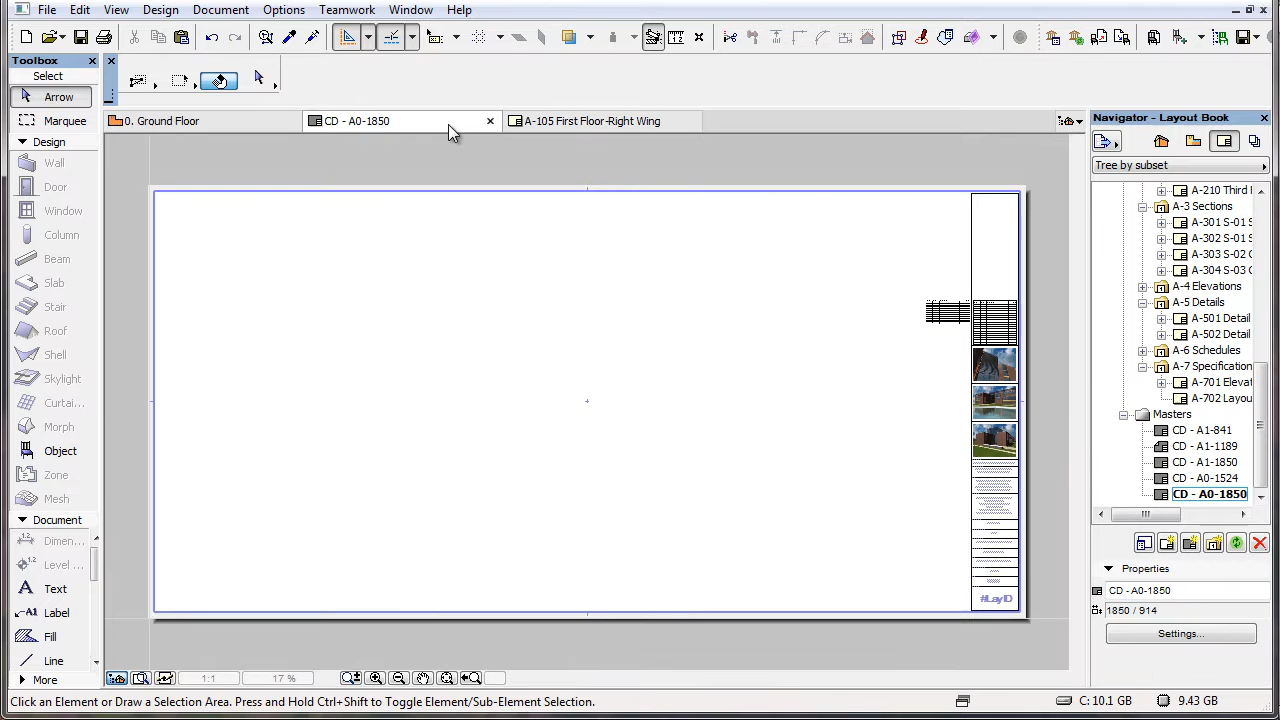 File Edit View Design Document Options Teamwork Window Help
Toolbox
Select
Arrow
Marquee
Design
Wall
Door
Window
Column
Beam
Slab
Stair
Roof
Shell
Skylight
Curtai...
Morph
Object
Zone
Mesh
Document
Dimen...
Level ...
Text
A1 Label
Fill
Line
More
0. Ground Floor
CD - A0-1850
A-105 First Floor-Right Wing
#LayID
1:1
17 %
Navigator - Layout Book
Tree by subset
A-210 Third
A-3 Sections
A-301 S-01 S
A-302 S-01 S
A-303 S-02 C
A-304 S-03 C
A-4 Elevations
A-5 Details
A-501 Detail
A-502 Detail
A-6 Schedules
A-7 Specification
A-701 Elevat
A-702 Layou
Masters
CD - A1-841
CD - A1-1189
CD - A1-1850
CD - A0-1524
CD - A0-1850
Properties
CD - A0-1850
1850 / 914
Settings...
Click an Element or Draw a Selection Area. Press and Hold Ctrl+Shift to Toggle Element/Sub-Element Selection.
C: 10.1 GB
9.43 GB